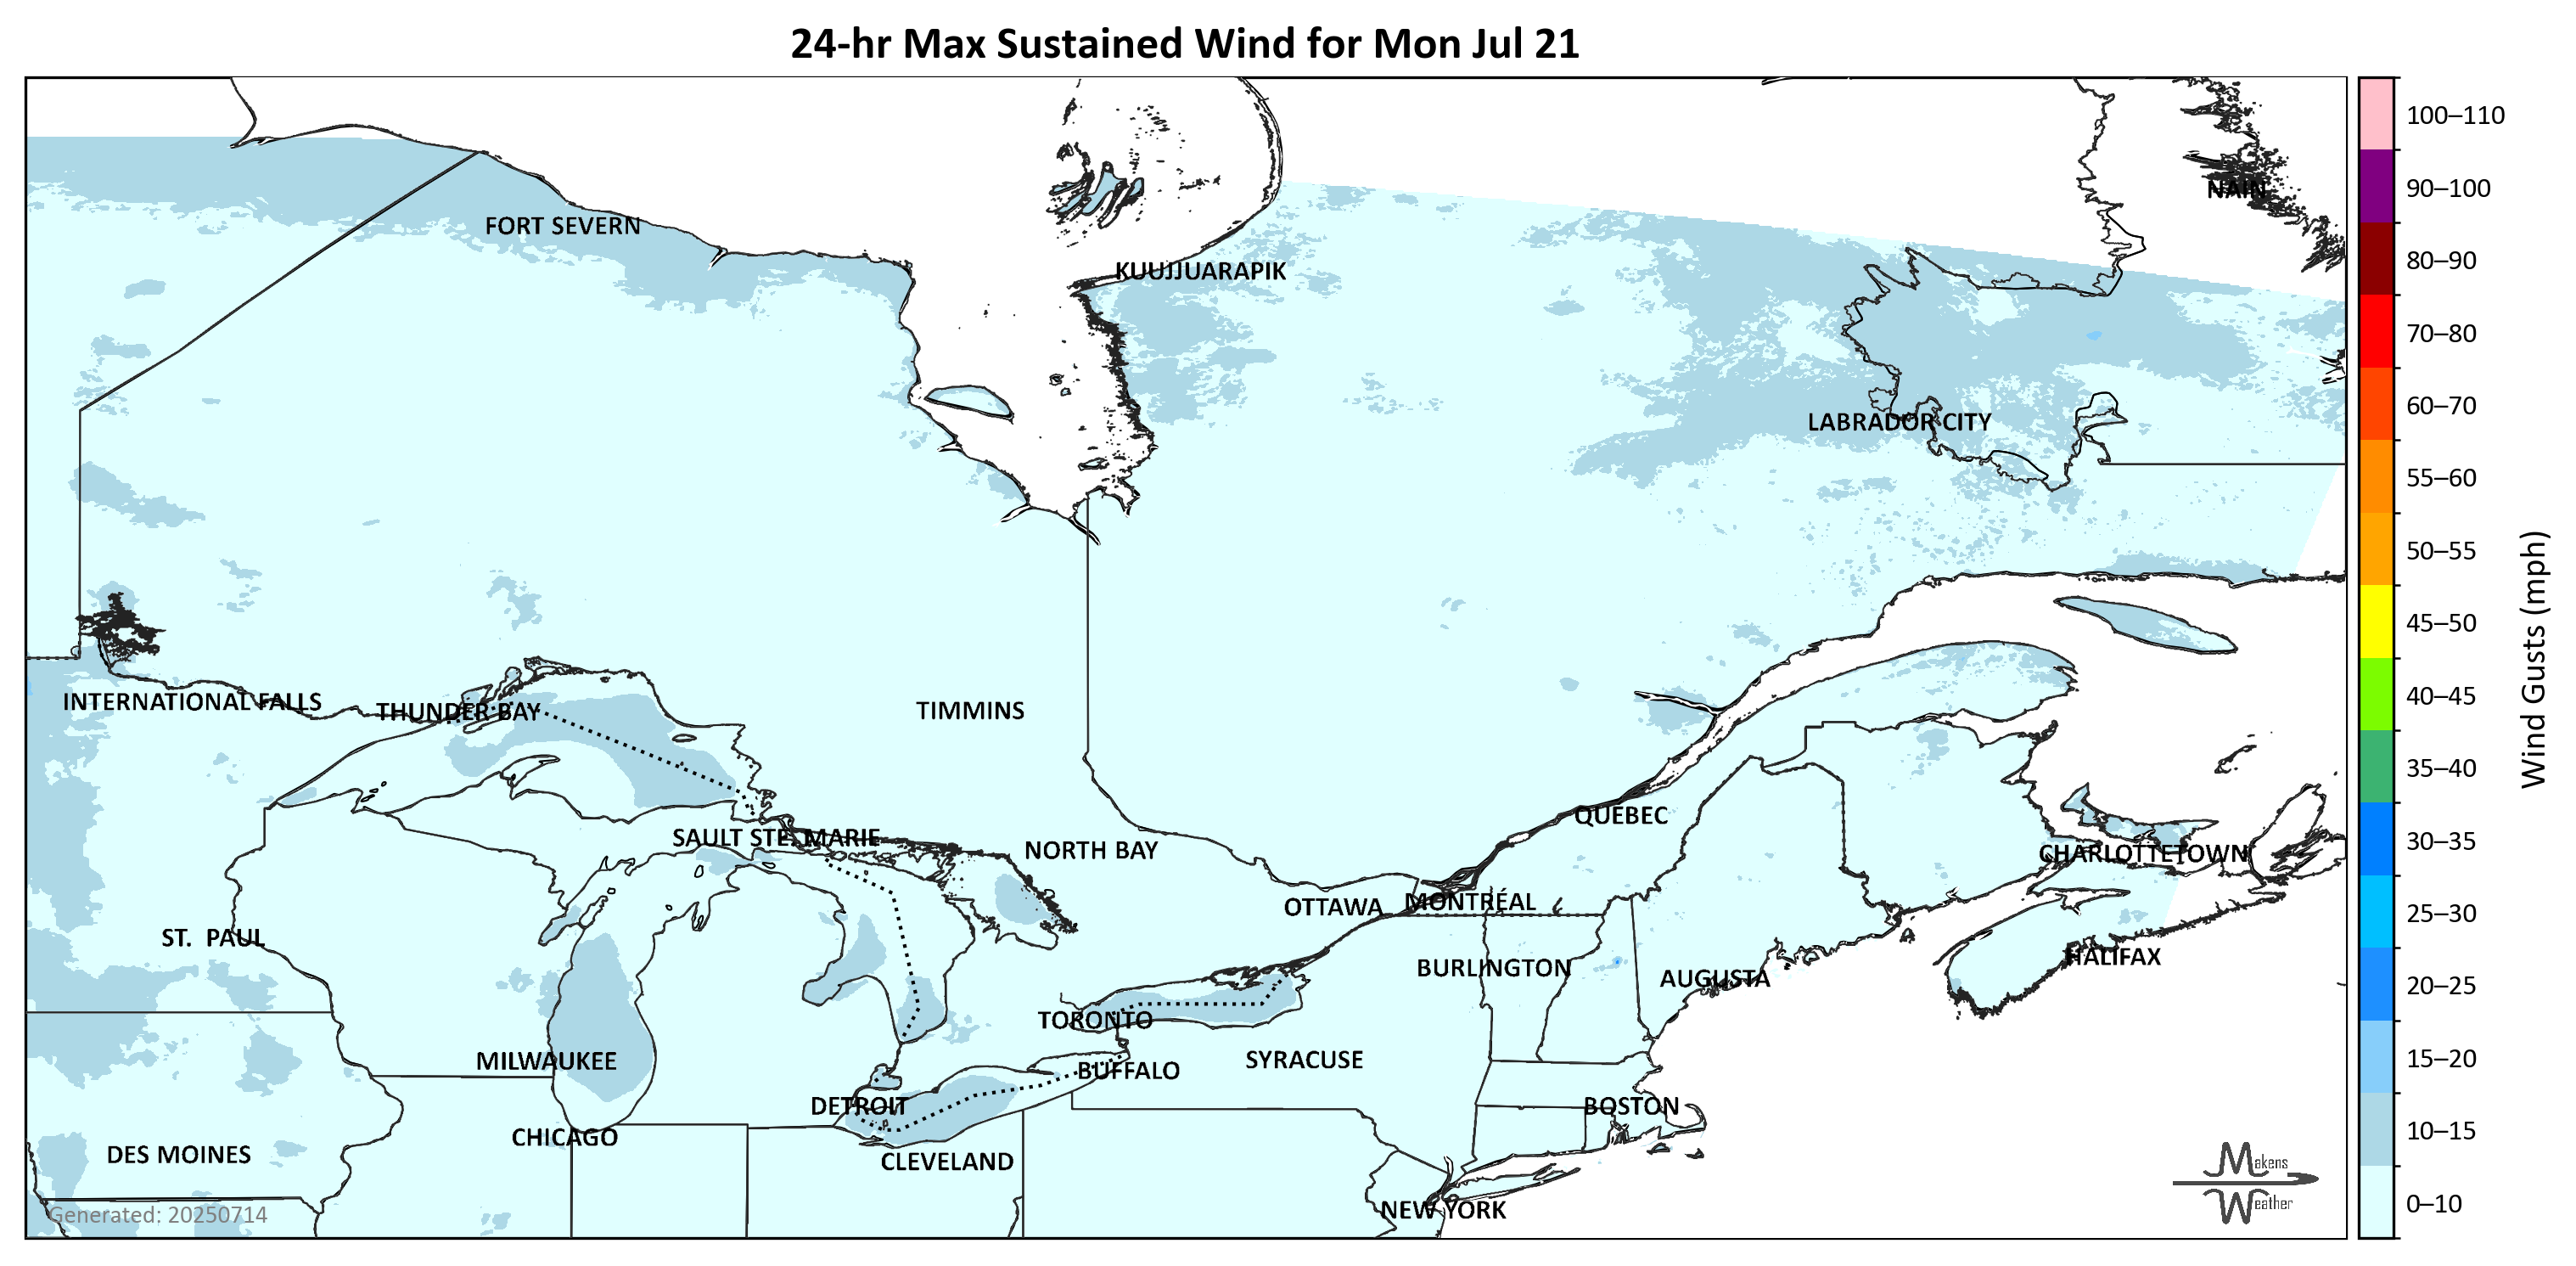 24-hr Max Sustained Wind for Mon Jul 21
100–110
90–100
NAIN
FORT SEVERN
80–90
KUUJJUARAPIK
70–80
60–70
LABRADOR CITY
55–60
50–55
45–50
Wind Gusts (mph)
40–45
INTERNATIONAL FALLS
THUNDER BAY
TIMMINS
35–40
QUÉBEC
SAULT STE. MARIE
30–35
NORTH BAY
CHARLOTTETOWN
OTTAWA
MONTRÉAL
25–30
ST. PAUL
HALIFAX
BURLINGTON
AUGUSTA
20–25
TORONTO
MILWAUKEE
SYRACUSE
15–20
BUFFALO
DETROIT
BOSTON
CHICAGO
10–15
DES MOINES
CLEVELAND
Makens
Weather
0–10
NEW YORK
Generated: 20250714